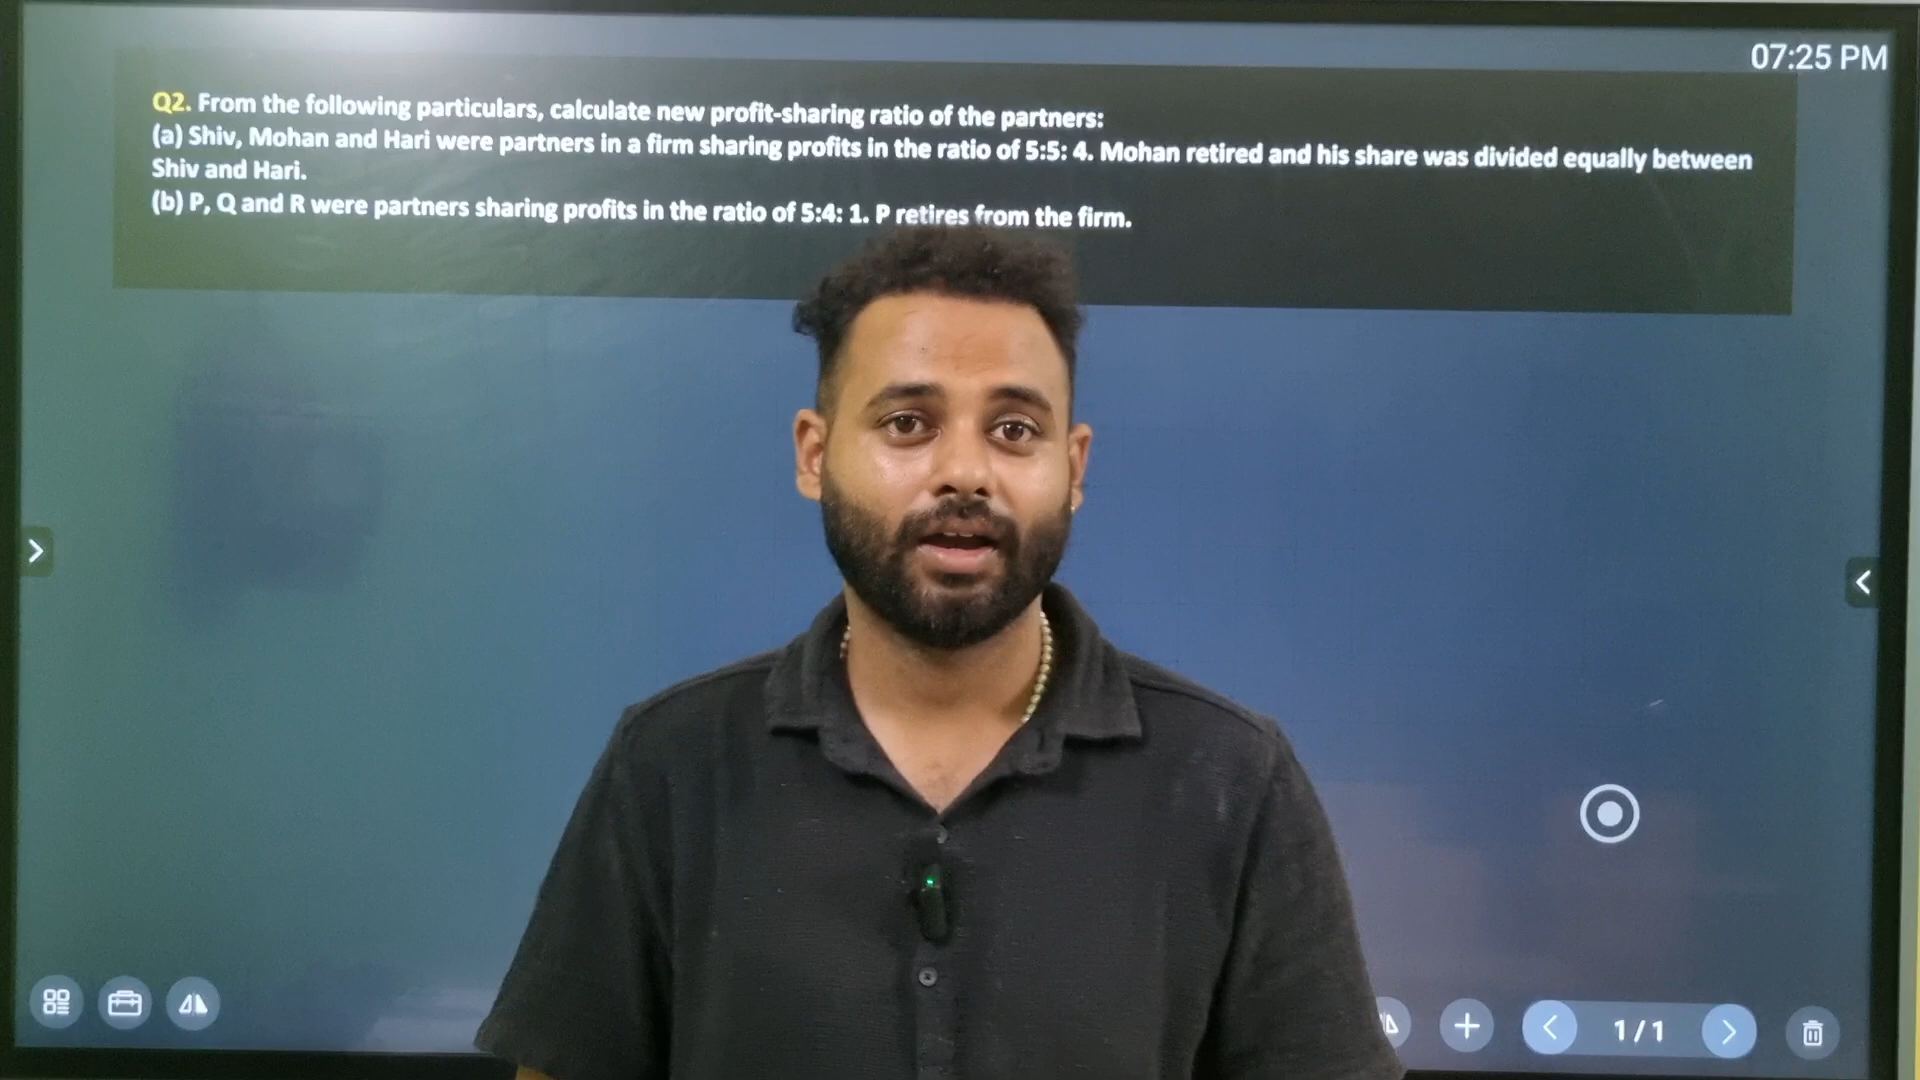 07:25 PM
Q2. From the following particulars, calculate new profit-sharing ratio of the partners:
(a) Shiv, Mohan and Hari were partners in a firm sharing profits in the ratio of 5:5: 4. Mohan retired and his share was divided equally between
Shiv and Hari.
(b) P, Q and R were partners sharing profits in the ratio of 5:4: 1. P retires from the firm.
1/1